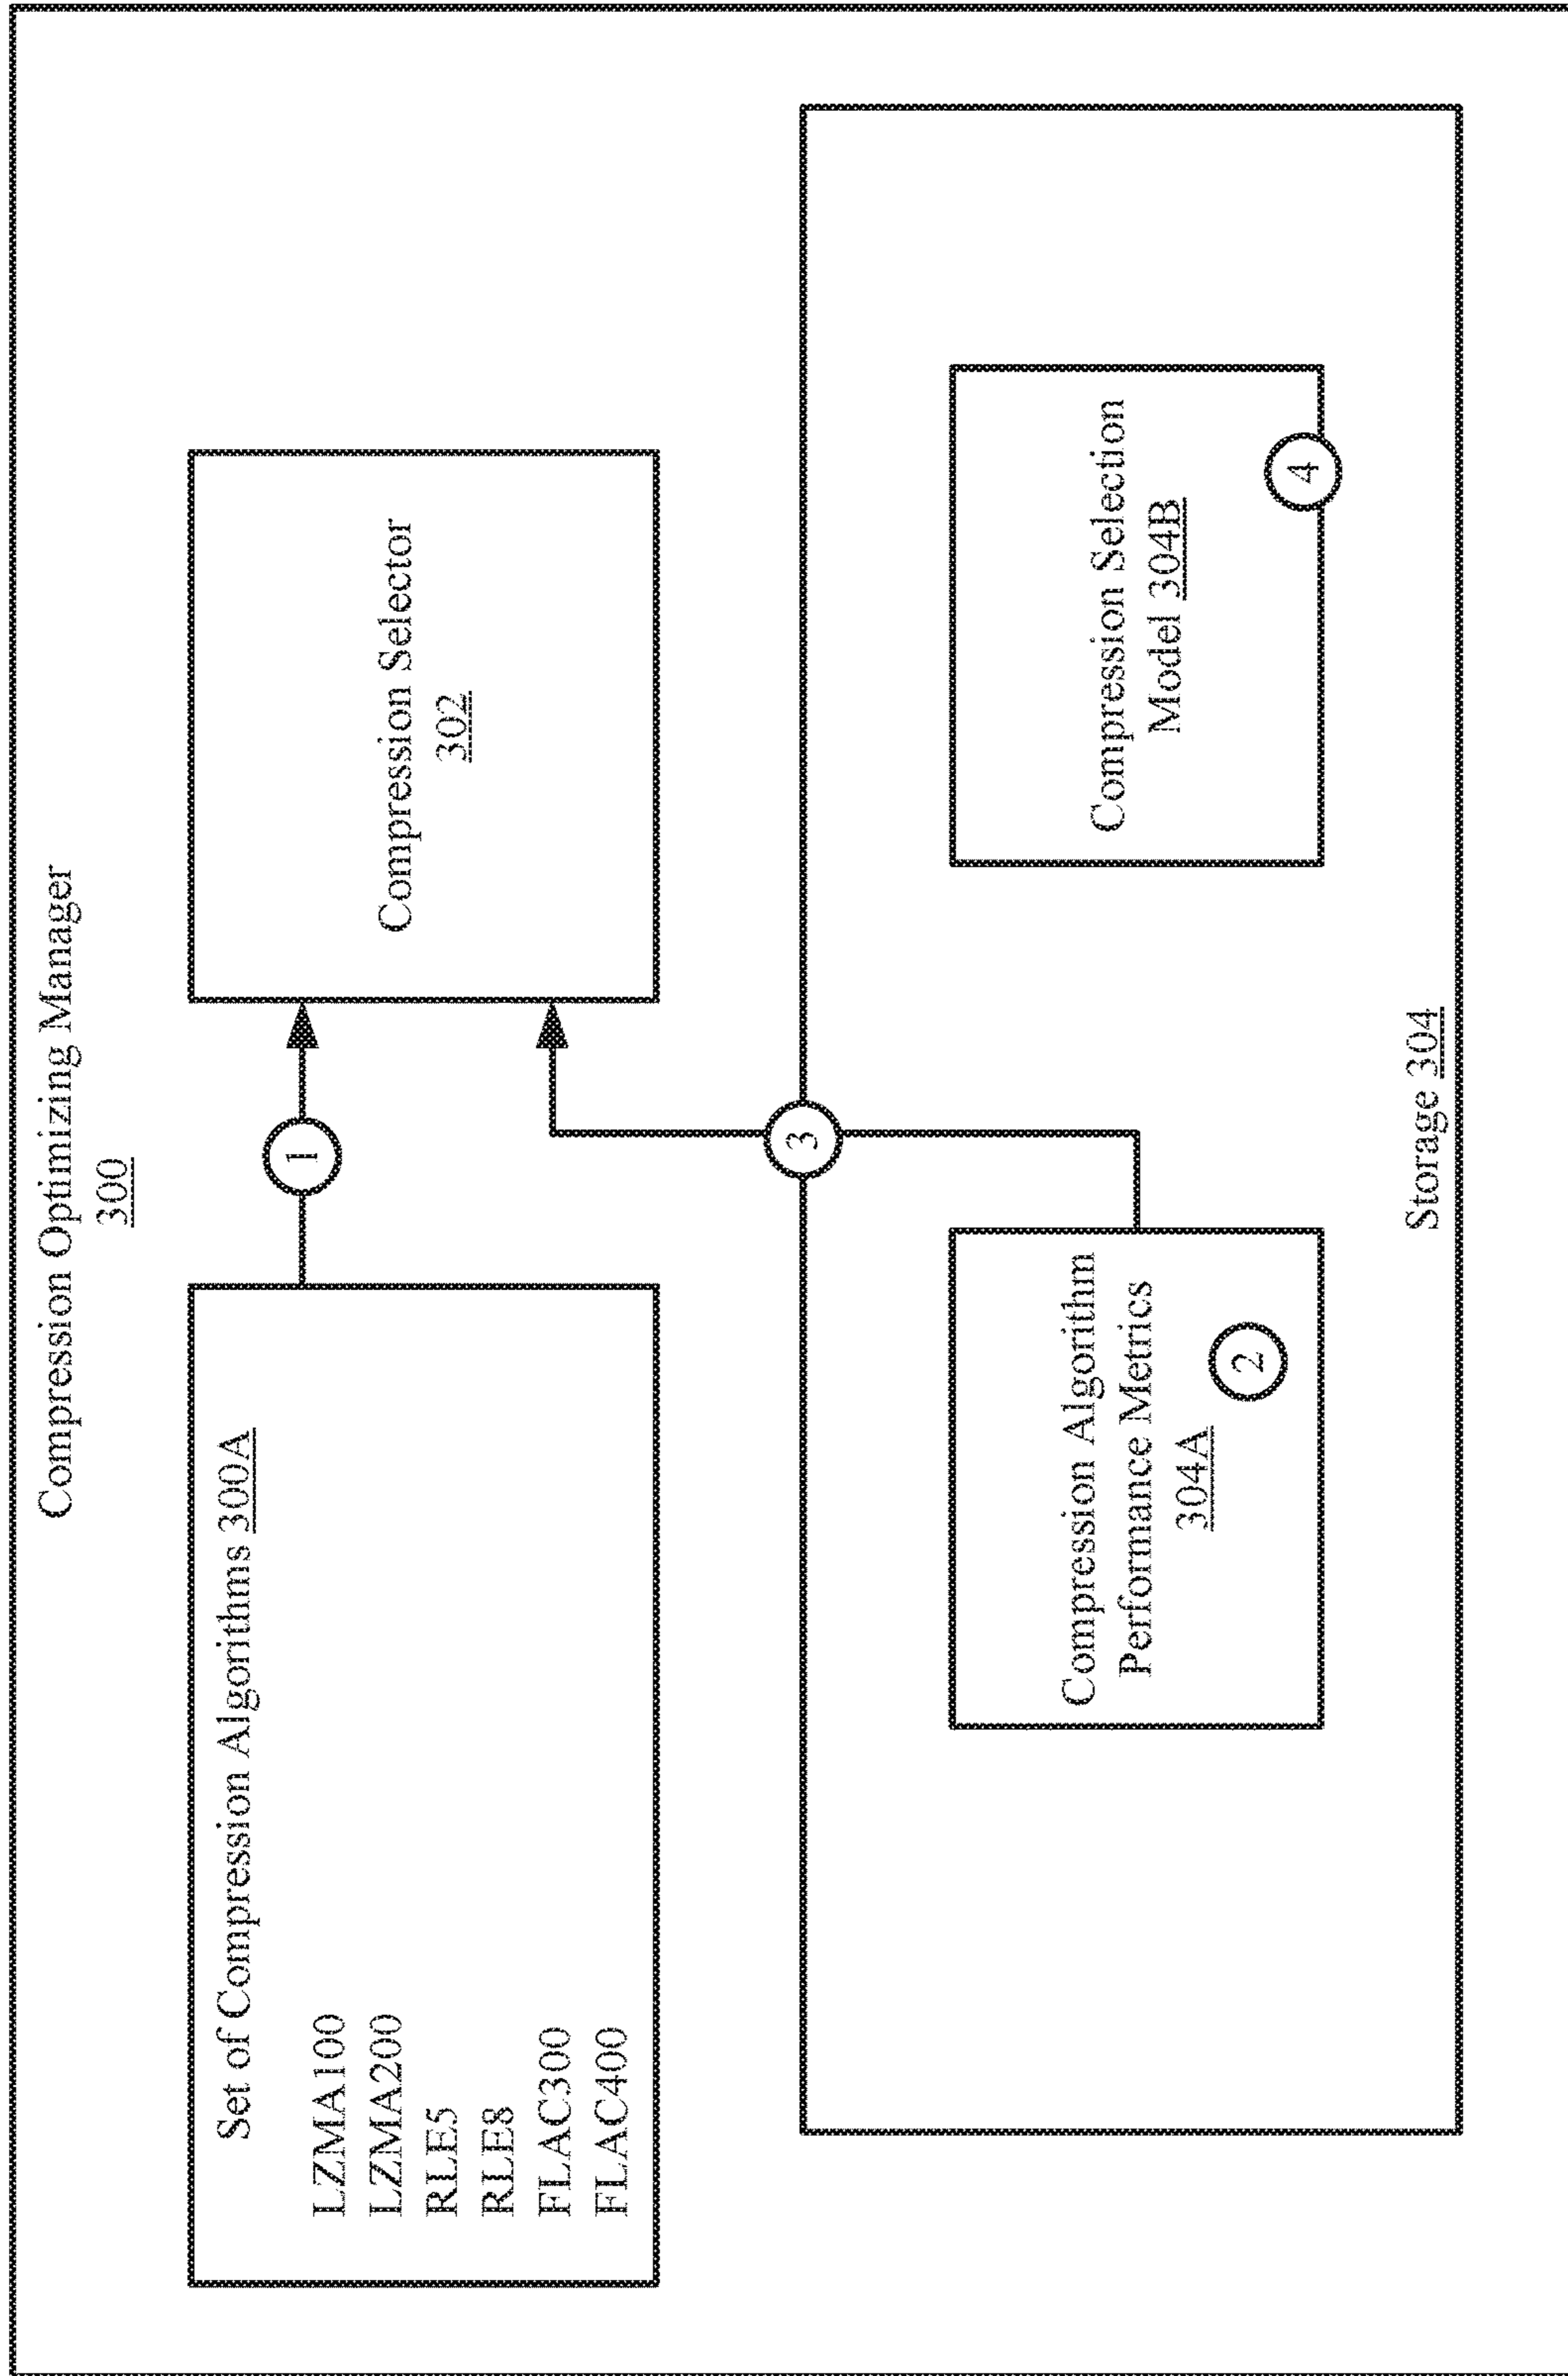 Compression Optimizing Manager
300
Set of Compression Algorithms 300A
LZMA100
LZMA200
RLE5
RLE8
FLAC300
FLAC400
1
Compression Selector
302
3
Compression Algorithm
Performance Metrics
304A
2
Compression Selection
Model 304B
4
Storage 304